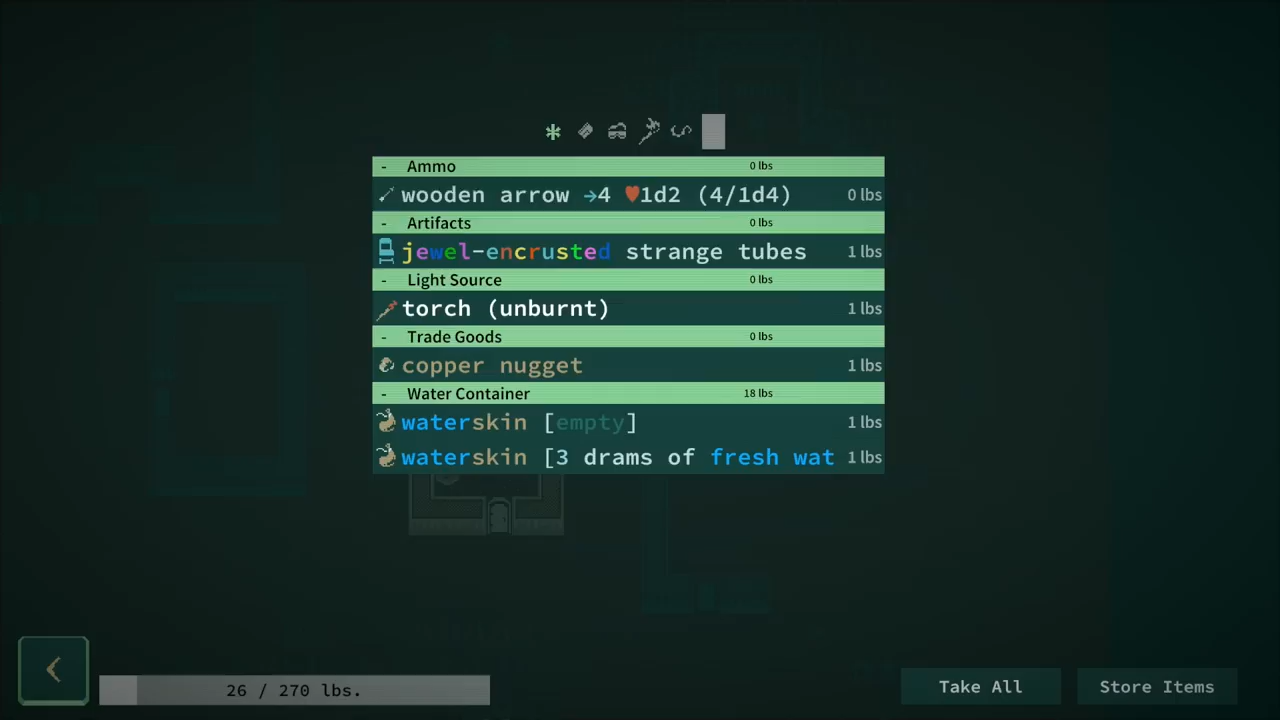 - Ammo 0 lbs
wooden arrow →4 ♥1d2 (4/1d4) 0 lbs
- Artifacts 0 lbs
jewel-encrusted strange tubes 1 lbs
- Light Source 0 lbs
torch (unburnt) 1 lbs
- Trade Goods 0 lbs
copper nugget 1 lbs
- Water Container 18 lbs
waterskin [empty] 1 lbs
waterskin [3 drams of fresh wat 1 lbs
26 / 270 lbs.
Take All
Store Items